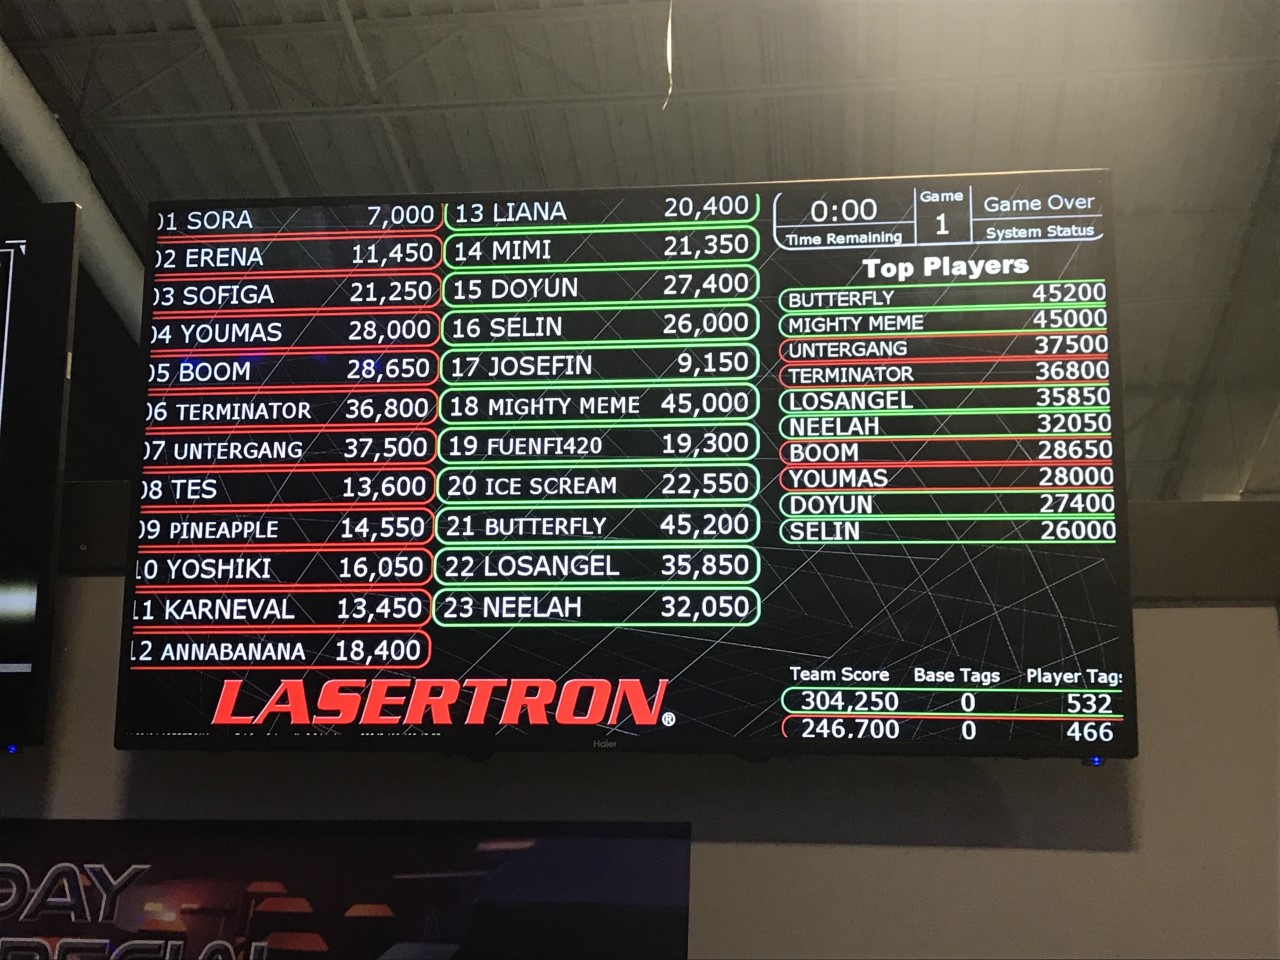 01 SORA 7,000
02 ERENA 11,450
03 SOFIGA 21,250
04 YOUMAS 28,000
05 BOOM 28,650
06 TERMINATOR 36,800
07 UNTERGANG 37,500
08 TES 13,600
09 PINEAPPLE 14,550
10 YOSHIKI 16,050
11 KARNEVAL 13,450
12 ANNABANANA 18,400
13 LIANA 20,400
14 MIMI 21,350
15 DOYUN 27,400
16 SELIN 26,000
17 JOSEFIN 9,150
18 MIGHTY MEME 45,000
19 FUENFI420 19,300
20 ICE SCREAM 22,550
21 BUTTERFLY 45,200
22 LOSANGEL 35,850
23 NEELAH 32,050
0:00
Time Remaining
Game
1
Game Over
System Status
Top Players
BUTTERFLY 45200
MIGHTY MEME 45000
UNTERGANG 37500
TERMINATOR 36800
LOSANGEL 35850
NEELAH 32050
BOOM 28650
YOUMAS 28000
DOYUN 27400
SELIN 26000
Team Score Base Tags Player Tags
304,250 0 532
246,700 0 466
LASERTRON®
Haier
DAY
SPECIAL